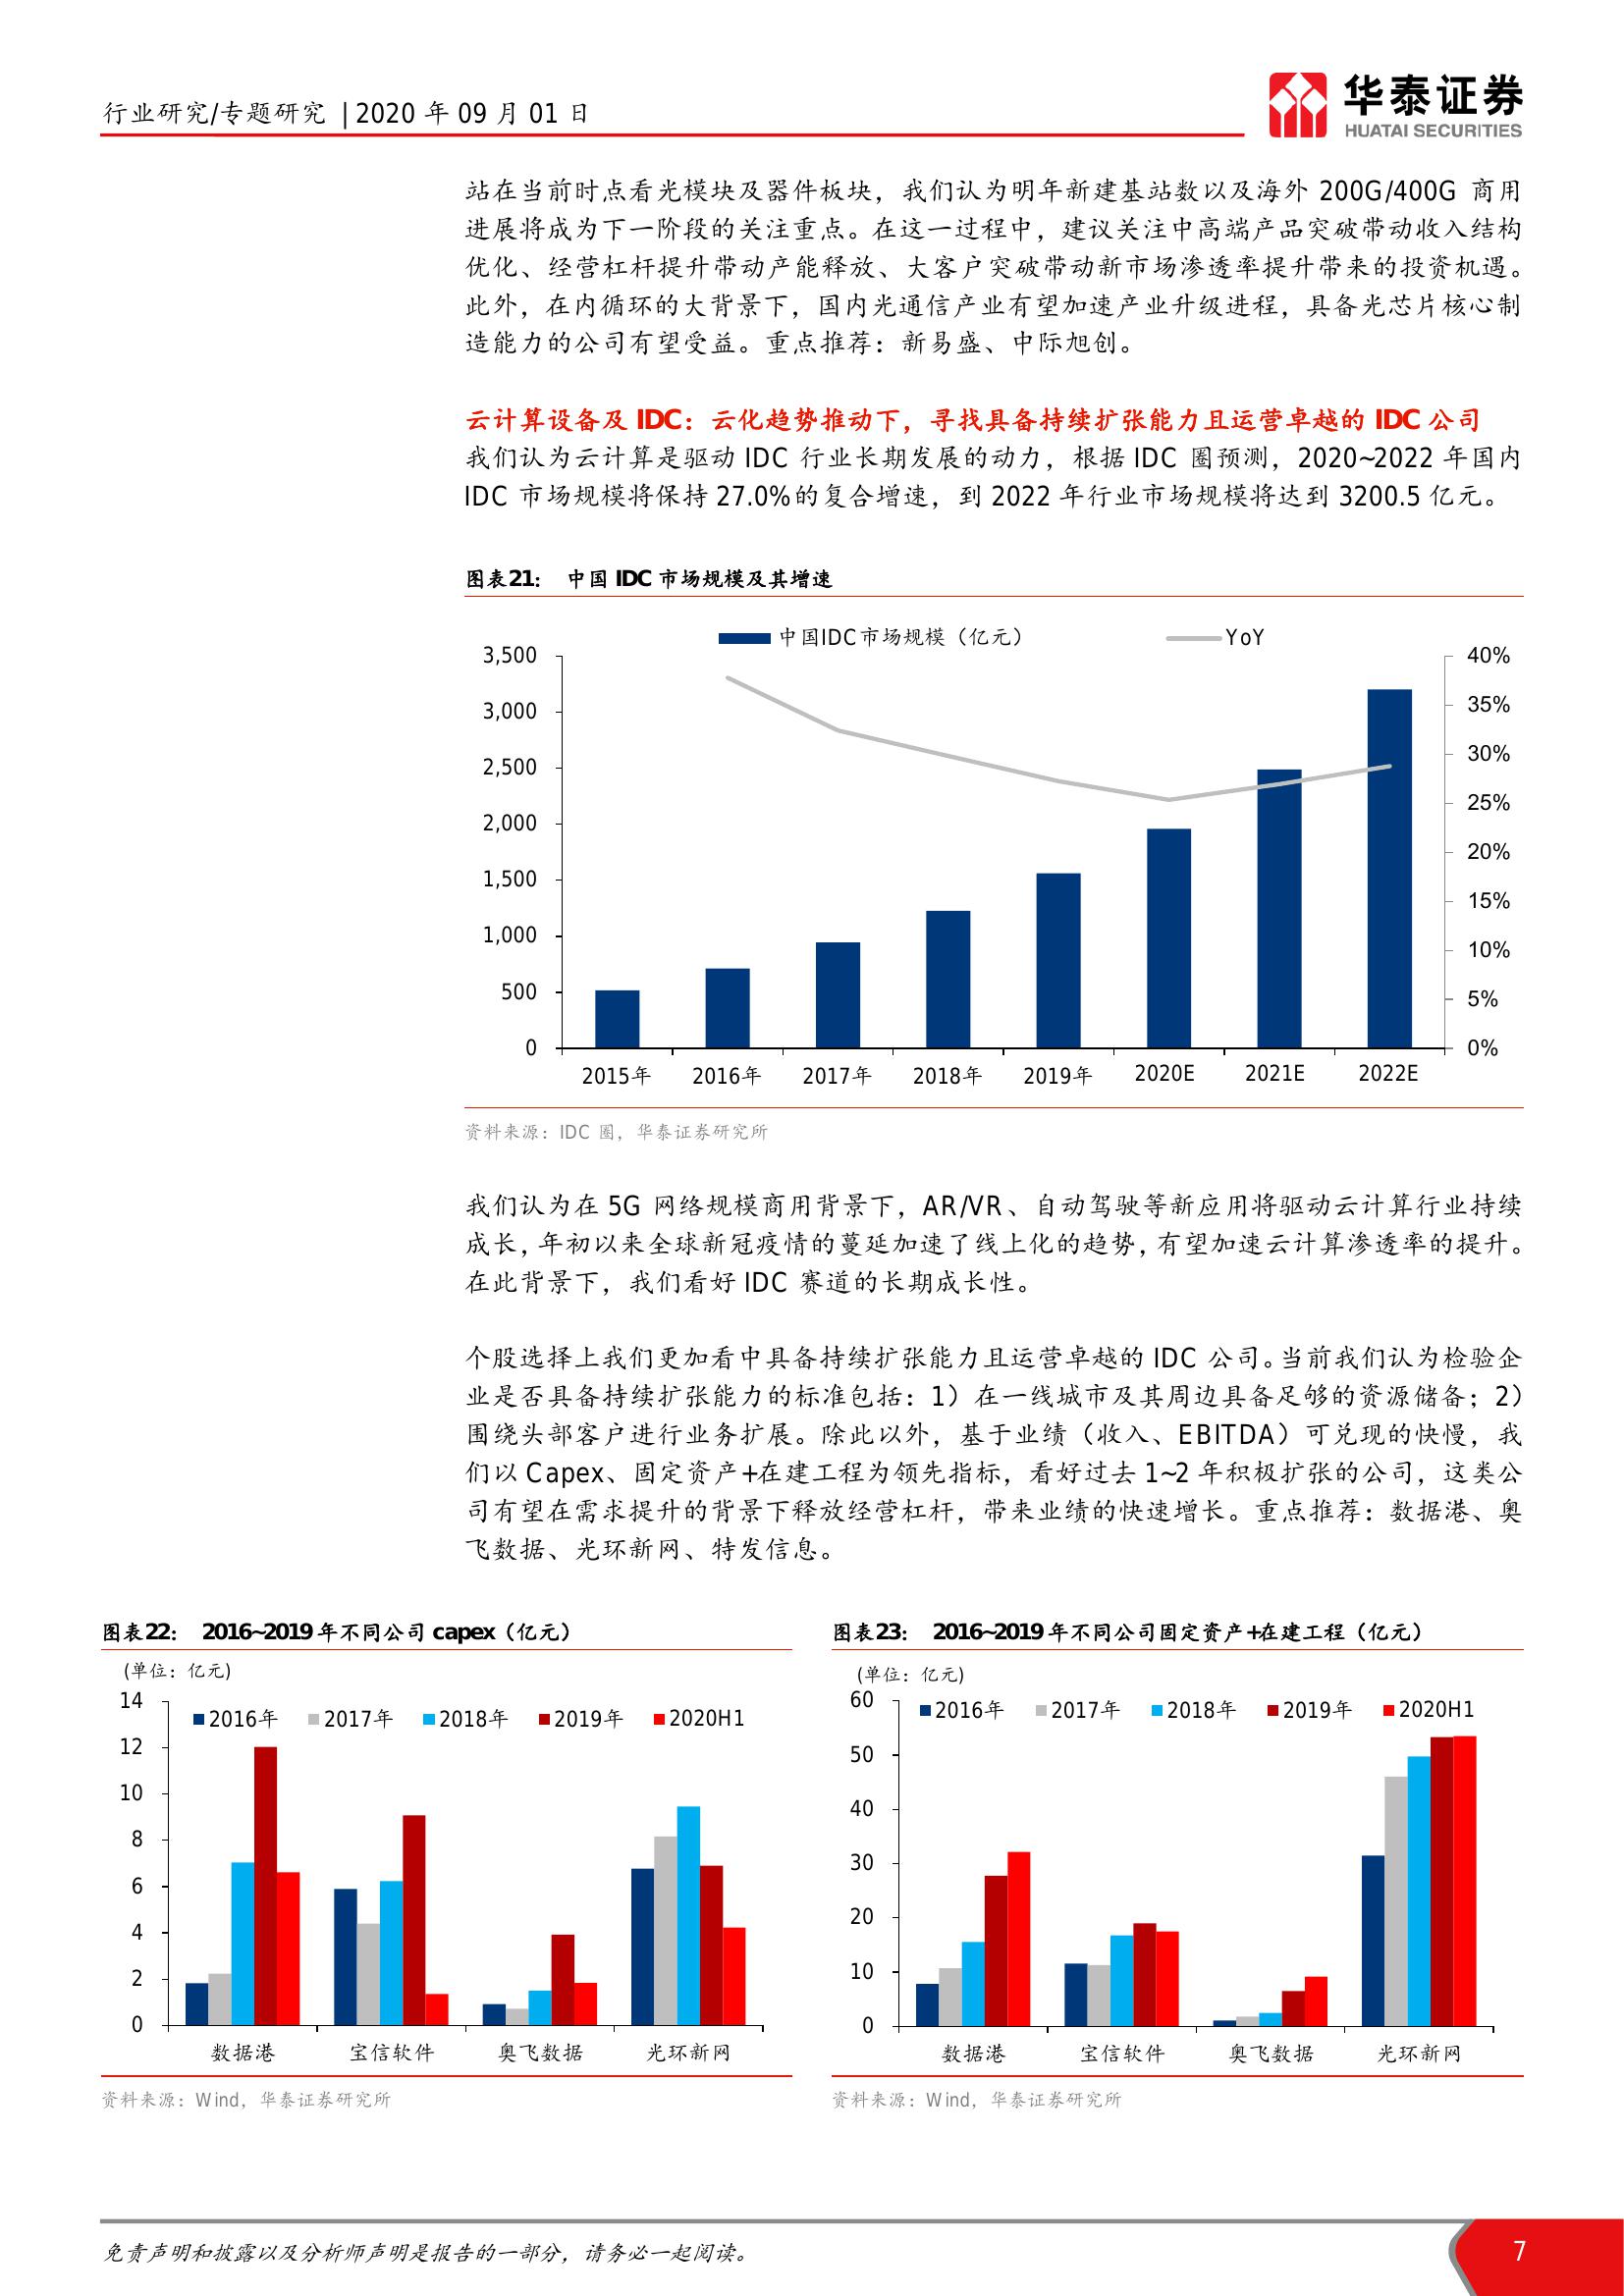 行业研究/专题研究 | 2020 年 09 月 01 日
华泰证券
HUATAI SECURITIES
站在当前时点看光模块及器件板块，我们认为明年新建基站数以及海外 200G/400G 商用
进展将成为下一阶段的关注重点。在这一过程中，建议关注中高端产品突破带动收入结构
优化、经营杠杆提升带动产能释放、大客户突破带动新市场渗透率提升带来的投资机遇。
此外，在内循环的大背景下，国内光通信产业有望加速产业升级进程，具备光芯片核心制
造能力的公司有望受益。重点推荐：新易盛、中际旭创。
云计算设备及 IDC：云化趋势推动下，寻找具备持续扩张能力且运营卓越的 IDC 公司
我们认为云计算是驱动 IDC 行业长期发展的动力，根据 IDC 圈预测，2020~2022 年国内
IDC 市场规模将保持 27.0%的复合增速，到 2022 年行业市场规模将达到 3200.5 亿元。
图表21： 中国 IDC 市场规模及其增速
中国IDC市场规模（亿元） YoY
3,500 40%
3,000 35%
2,500 30%
2,000 25%
1,500 20%
1,000 15%
500 10%
0 5%
0%
2015年 2016年 2017年 2018年 2019年 2020E 2021E 2022E
资料来源：IDC 圈，华泰证券研究所
我们认为在 5G 网络规模商用背景下，AR/VR、自动驾驶等新应用将驱动云计算行业持续
成长，年初以来全球新冠疫情的蔓延加速了线上化的趋势，有望加速云计算渗透率的提升。
在此背景下，我们看好 IDC 赛道的长期成长性。
个股选择上我们更加看中具备持续扩张能力且运营卓越的 IDC 公司。当前我们认为检验企
业是否具备持续扩张能力的标准包括：1）在一线城市及其周边具备足够的资源储备；2）
围绕头部客户进行业务扩展。除此以外，基于业绩（收入、EBITDA）可兑现的快慢，我
们以 Capex、固定资产+在建工程为领先指标，看好过去 1~2 年积极扩张的公司，这类公
司有望在需求提升的背景下释放经营杠杆，带来业绩的快速增长。重点推荐：数据港、奥
飞数据、光环新网、特发信息。
图表22： 2016~2019 年不同公司 capex（亿元）
(单位：亿元)
2016年 2017年 2018年 2019年 2020H1
14
12
10
8
6
4
2
0
数据港 宝信软件 奥飞数据 光环新网
资料来源：Wind，华泰证券研究所
图表23： 2016~2019 年不同公司固定资产+在建工程（亿元）
(单位：亿元)
2016年 2017年 2018年 2019年 2020H1
60
50
40
30
20
10
0
数据港 宝信软件 奥飞数据 光环新网
资料来源：Wind，华泰证券研究所
免责声明和披露以及分析师声明是报告的一部分，请务必一起阅读。
7